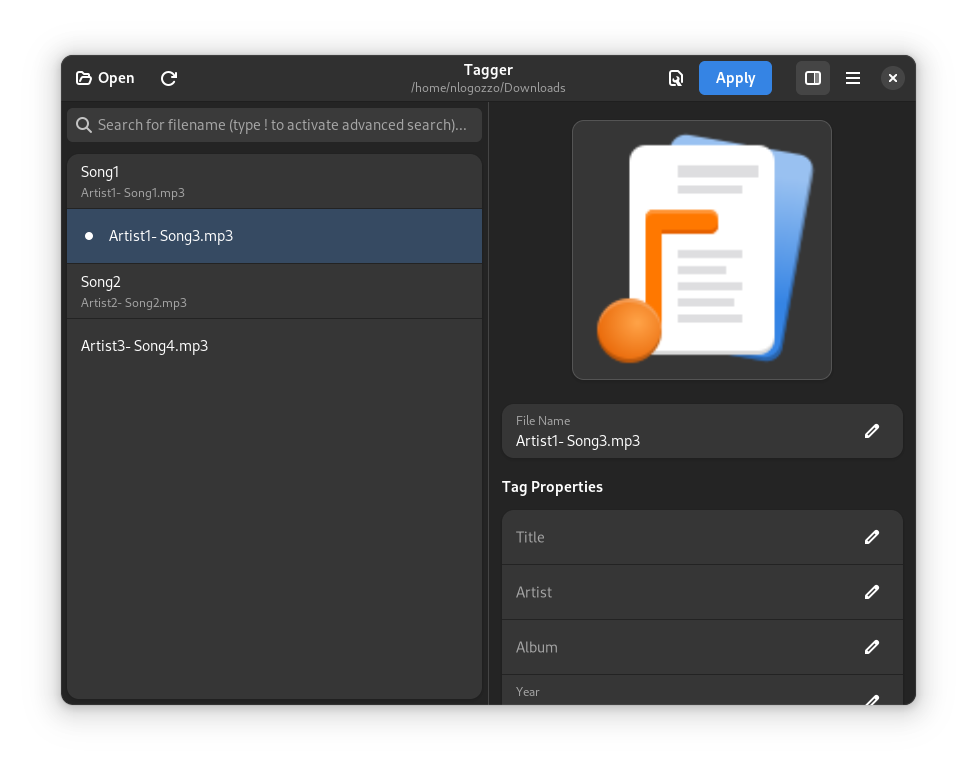 Open
Tagger
/home/nlogozzo/Downloads
Apply
Search for filename (type ! to activate advanced search)...
Song1
Artist1- Song1.mp3
Artist1- Song3.mp3
Song2
Artist2- Song2.mp3
Artist3- Song4.mp3
File Name
Artist1- Song3.mp3
Tag Properties
Title
Artist
Album
Year